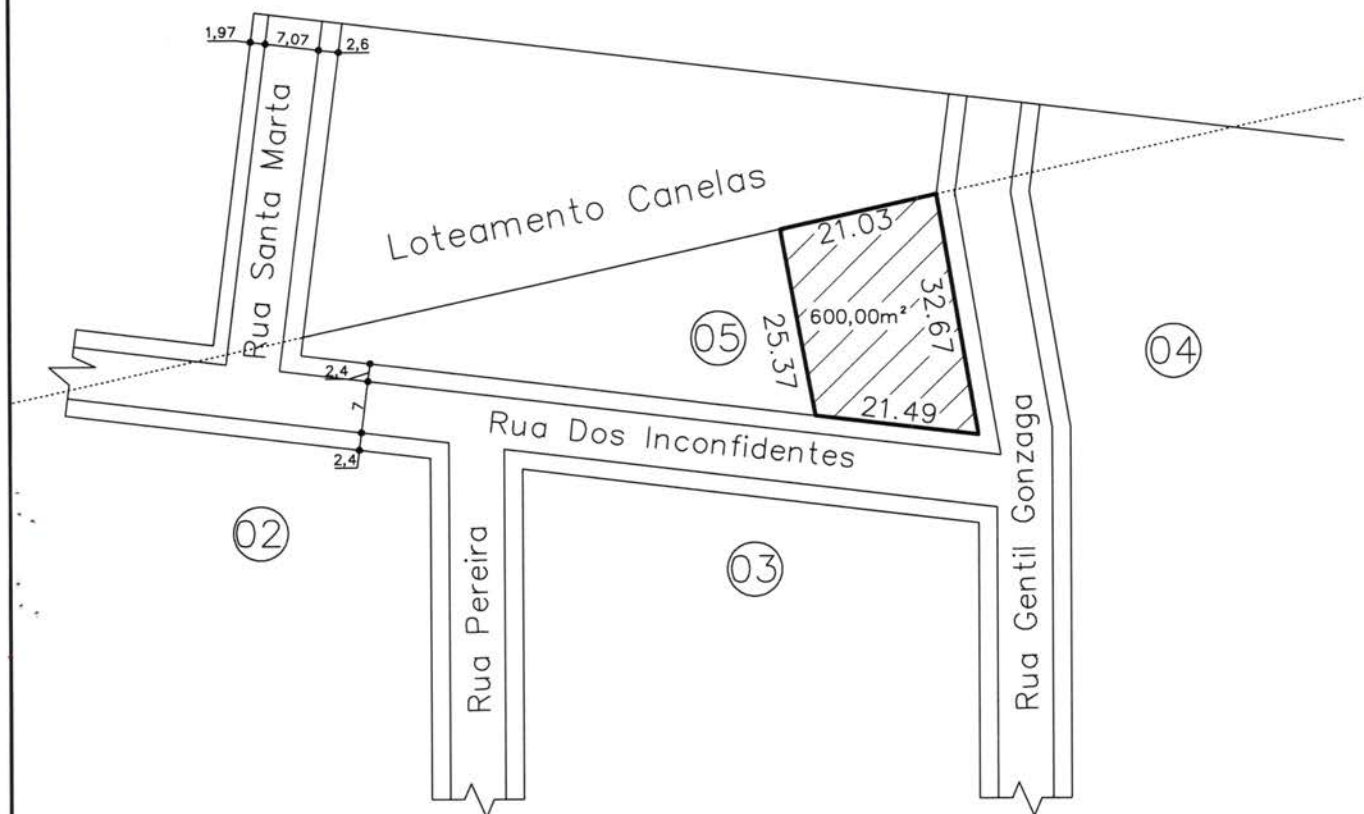 1,97
7,07
2,6
Rua Santa Marta
Loteamento Canelas
21.03
32.67
600,00m²
25.37
21.49
05
04
2,4
7
2,4
Rua Dos Inconfidentes
02
03
Rua Pereira
Rua Gentil Gonzaga